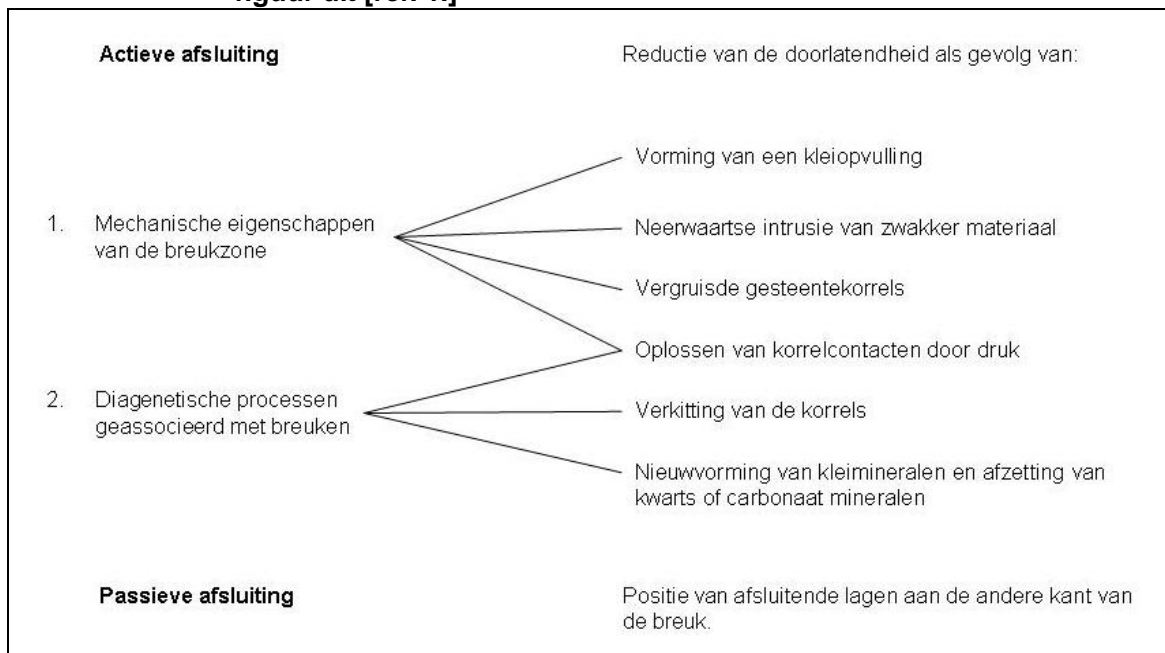 Actieve afsluiting
Reductie van de doorlatendheid als gevolg van:
Vorming van een kleiopvulling
1. Mechanische eigenschappen
van de breukzone
Neerwaartse intrusie van zwakker materiaal
Vergruisde gesteentekorrels
Oplossen van korrelcontacten door druk
2. Diagenetische processen
geassocieerd met breuken
Verkitting van de korrels
Nieuwvorming van kleimineralen en afzetting van
kwarts of carbonaat mineralen
Passieve afsluiting
Positie van afsluitende lagen aan de andere kant van
de breuk.